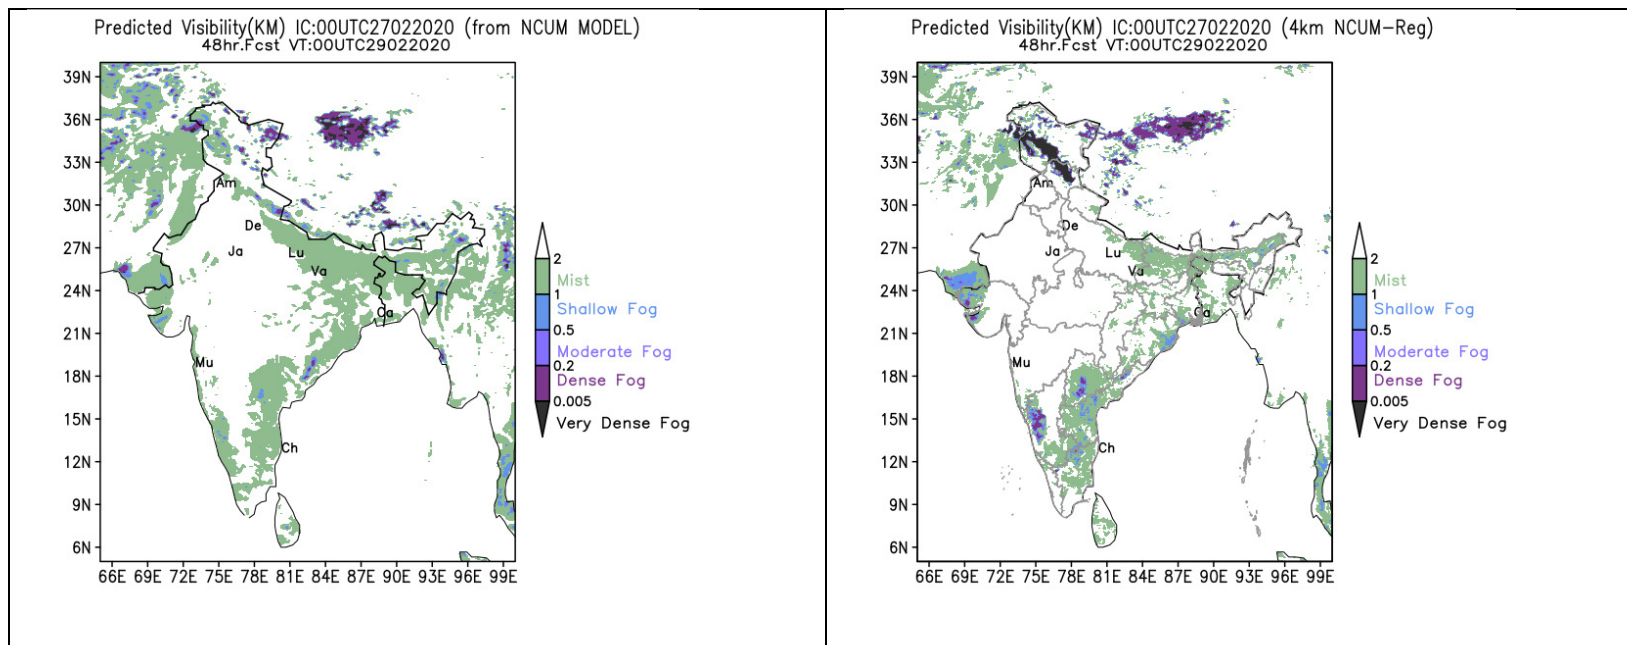 Predicted Visibility(KM) IC:00UTC27022020 (from NCUM MODEL)
48hr.Fcst VT:00UTC29022020
39N
36N
33N
30N
27N
24N
21N
18N
15N
12N
9N
6N
66E 69E 72E 75E 78E 81E 84E 87E 90E 93E 96E 99E
Am
De
Ja
Lu
Va
Ca
Mu
Ch
2
Mist
1
Shallow Fog
0.5
Moderate Fog
0.2
Dense Fog
0.005
Very Dense Fog
Predicted Visibility(KM) IC:00UTC27022020 (4km NCUM-Reg)
48hr.Fcst VT:00UTC29022020
39N
36N
33N
30N
27N
24N
21N
18N
15N
12N
9N
6N
66E 69E 72E 75E 78E 81E 84E 87E 90E 93E 96E 99E
Am
De
Ja
Lu
Va
Ca
Mu
Ch
2
Mist
1
Shallow Fog
0.5
Moderate Fog
0.2
Dense Fog
0.005
Very Dense Fog